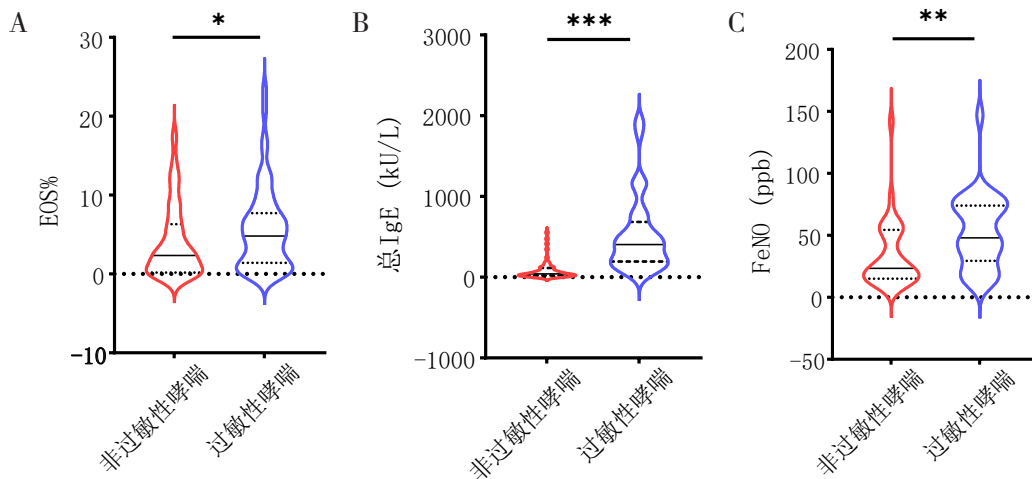 A
*
30
20
10
0
-10
EOS%
非过敏性哮喘
过敏性哮喘
B
***
3000
2000
1000
0
-1000
总IgE (kU/L)
非过敏性哮喘
过敏性哮喘
C
**
200
150
100
50
0
-50
FeNO (ppb)
非过敏性哮喘
过敏性哮喘